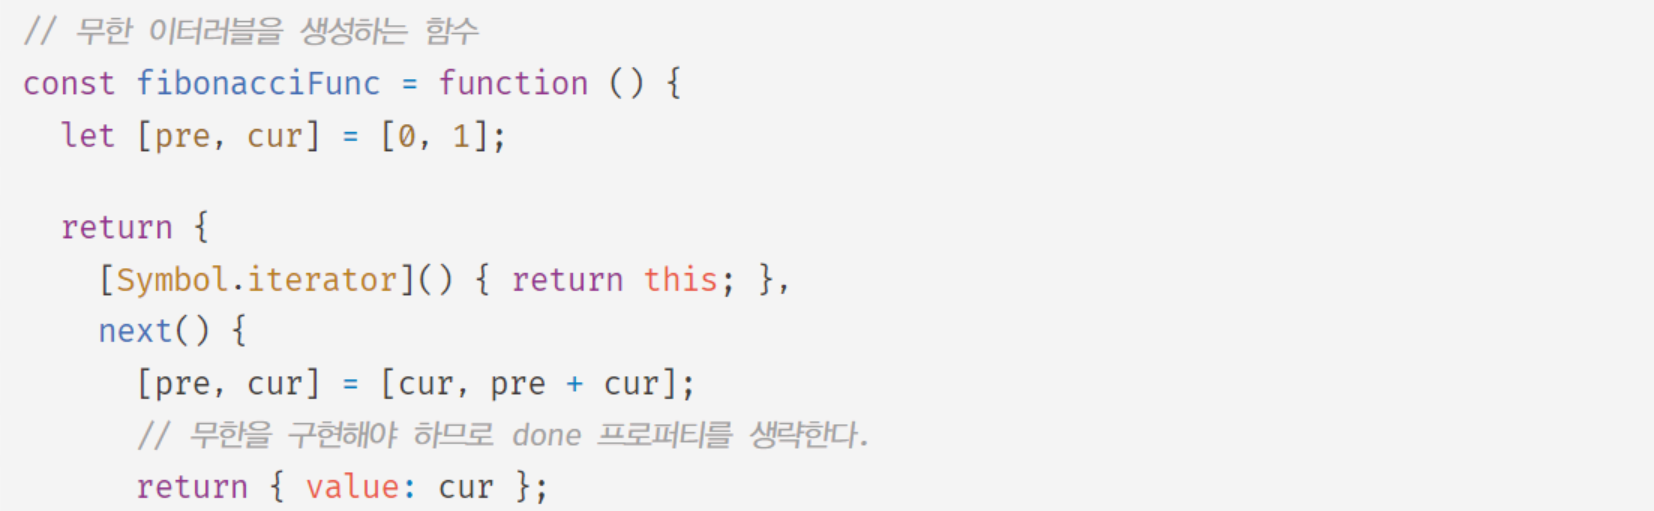 // 무한 이터러블을 생성하는 함수
const fibonacciFunc = function () {
  let [pre, cur] = [0, 1];

  return {
    [Symbol.iterator]() { return this; },
    next() {
      [pre, cur] = [cur, pre + cur];
      // 무한을 구현해야 하므로 done 프로퍼티를 생략한다.
      return { value: cur };